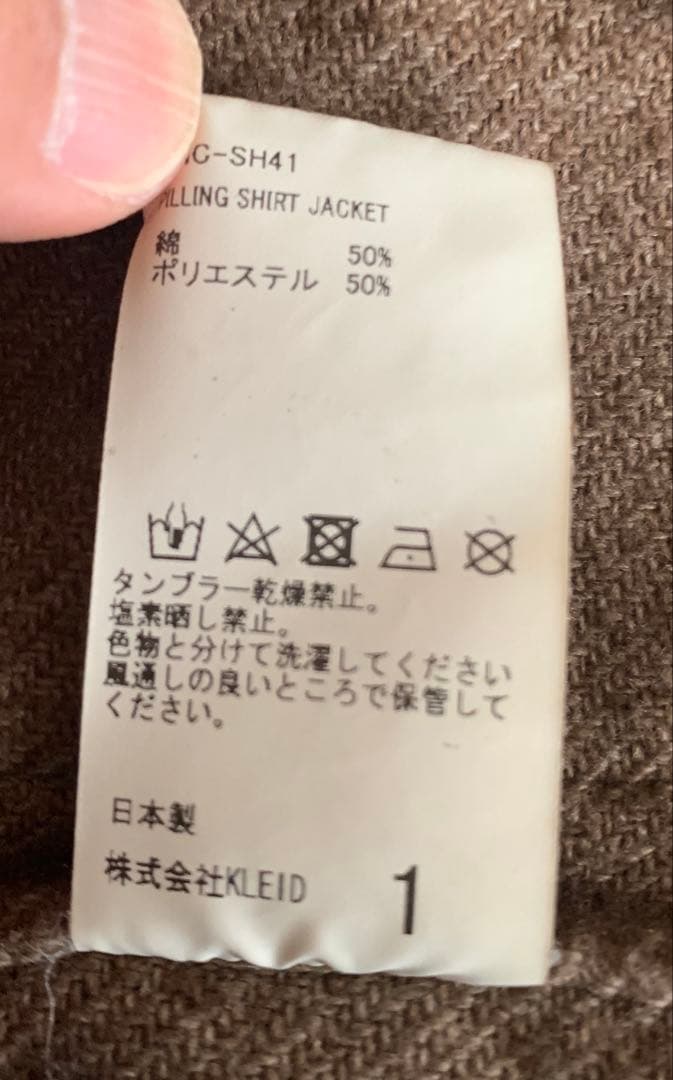 C-SH41
ILLING SHIRT JACKET
綿 50%
ポリエステル 50%
タンブラー乾燥禁止。
塩素晒し禁止。
色物と分けて洗濯してください
風通しの良いところで保管して
ください。
日本製
株式会社KLEID 1